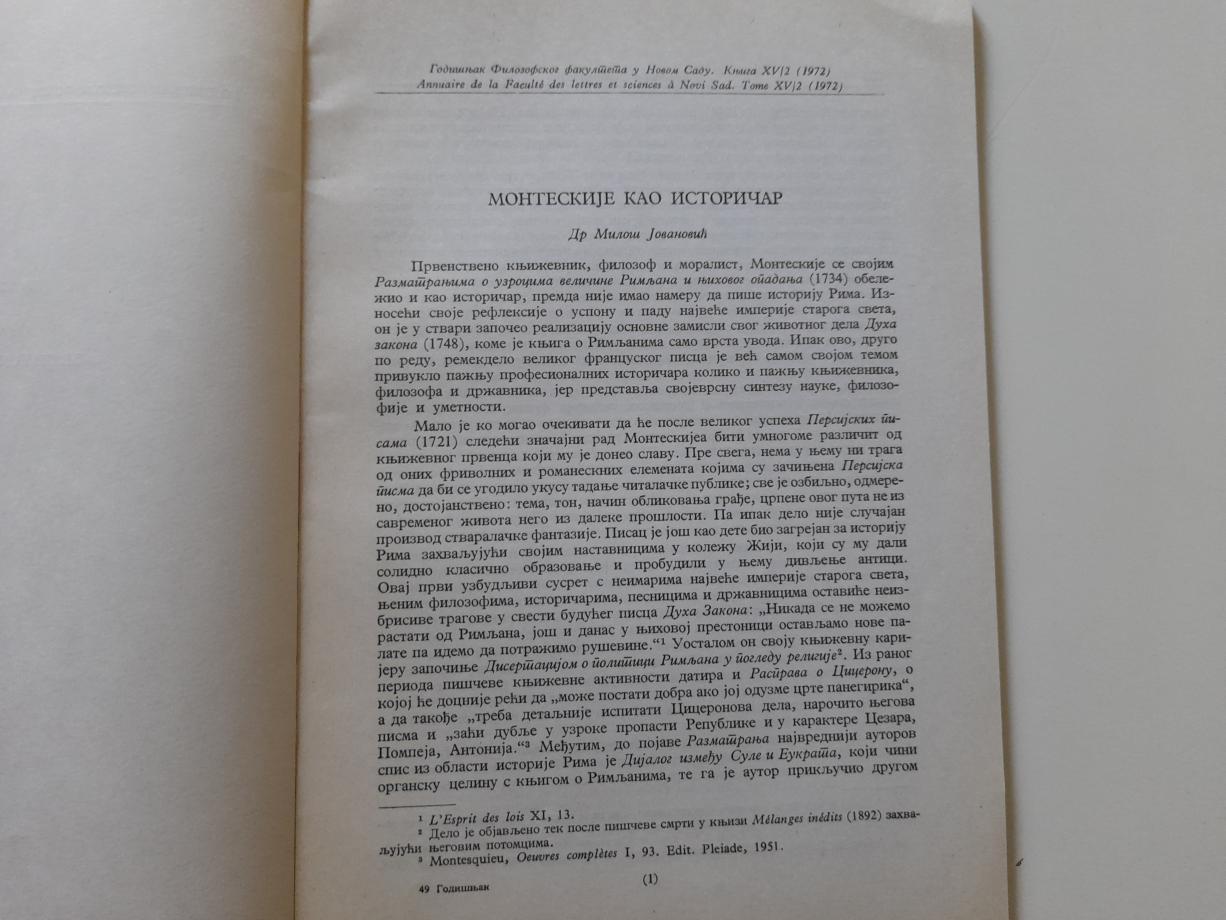 Годишњак Филозофског факултета у Новом Саду. Књига XV/2 (1972)
Annuaire de la Faculté des lettres et sciences à Novi Sad. Tome XV/2 (1972)
МОНТЕСКИЈЕ КАО ИСТОРИЧАР
Др Милош Јовановић
Првенствено књижевник, филозоф и моралист, Монтескије се својим
Разматрањима о узроцима величине Римљана и њиховог опадања (1734) обеле-
жио и као историчар, премда није имао намеру да пише историју Рима. Из-
носећи своје рефлексије о успону и паду највеће империје старога света,
он је у ствари започео реализацију основне замисли свог животног дела Духа
закона (1748), коме је књига о Римљанима само врста увода. Ипак ово, друго
по реду, ремекдело великог француског писца је већ самом својом темом
привукло пажњу професионалних историчара колико и пажњу књижевника,
филозофа и државника, јер представља својеврсну синтезу науке, филозо-
фије и уметности.
Мало је ко могао очекивати да ће после великог успеха Персијских пи-
сама (1721) следећи значајни рад Монтескијеа бити умногоме различит од
књижевног првенца који му је донео славу. Пре свега, нема у њему ни трага
од оних фриволних и романескних елемената којима су зачињена Персијска
писма да би се угодило укусу тадање читалачке публике; све је озбиљно, одмере-
но, достојанствено: тема, тон, начин обликовања грађе, црпене овог пута не из
савременог живота него из далеке прошлости. Па ипак дело није случајан
производ стваралачке фантазије. Писац је још као дете био загрејан за историју
Рима захваљујући својим наставницима у колежу Жији, који су му дали
солидно класично образовање и пробудили у њему дивљење антици.
Овај први узбудљиви сусрет с неимарима највеће империје старога света,
њеним филозофима, историчарима, песницима и државницима оставиће неиз-
брисиве трагове у свести будућег писца Духа Закона: „Никада се не можемо
растати од Римљана, још и данас у њиховој престоници остављамо нове па-
лате па идемо да потражимо рушевине.“¹ Уосталом он своју књижевну кари-
јеру започиње Дисертацијом о политици Римљана у погледу религије². Из раног
периода пишчеве књижевне активности датира и Расправа о Цицерону, о
којој ће доцније рећи да „може постати добра ако јој одузме црте панегирика“,
а да такође „треба детаљније испитати Цицеронова дела, нарочито његова
писма и „заћи дубље у узроке пропасти Републике и у карактере Цезара,
Помпеја, Антонија.“³ Међутим, до појаве Разматрања највреднији ауторов
спис из области историје Рима је Дијалог између Суле и Еукрата, који чини
органску целину с књигом о Римљанима, те га је аутор прикључио другом
¹ L'Esprit des lois XI, 13.
² Дело је објављено тек после пишчеве смрти у књизи Mélanges inédits (1892) захва-
љујући његовим потомцима.
³ Montesquieu, Oeuvres complètes I, 93. Edit. Pleiade, 1951.
49 Годишњак
(1)